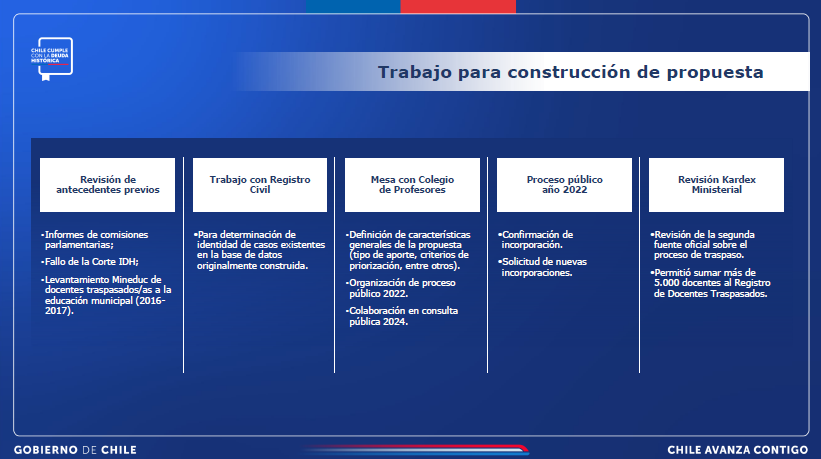 CHILE CUMPLE
CON LA DEUDA
HISTÓRICA
Trabajo para construcción de propuesta
Revisión de
antecedentes previos
-Informes de comisiones
parlamentarias;
-Fallo de la Corte IDH;
-Levantamiento Mineduc de
docentes traspasados/as a la
educación municipal (2016-
2017).
Trabajo con Registro
Civil
•Para determinación de
identidad de casos existentes
en la base de datos
originalmente construida.
Mesa con Colegio
de Profesores
-Definición de características
generales de la propuesta
(tipo de aporte, criterios de
priorización, entre otros).
-Organización de proceso
público 2022.
-Colaboración en consulta
pública 2024.
Proceso público
año 2022
•Confirmación de
incorporación.
•Solicitud de nuevas
incorporaciones.
Revisión Kardex
Ministerial
•Revisión de la segunda
fuente oficial sobre el
proceso de traspaso.
•Permitió sumar más de
5.000 docentes al Registro
de Docentes Traspasados.
GOBIERNO DE CHILE
CHILE AVANZA CONTIGO